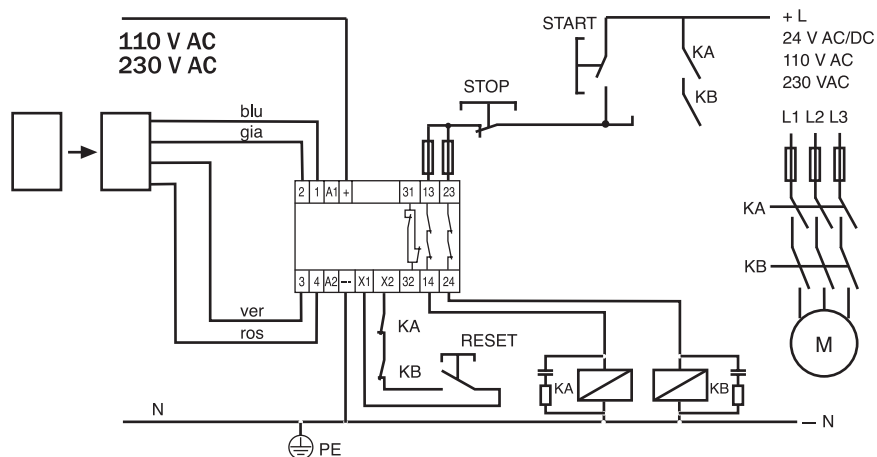 110 V AC
230 V AC
START
+ L
24 V AC/DC
110 V AC
230 VAC
KA
KB
STOP
L1 L2 L3
blu
gia
2 1 A1 + 31 13 23
KA
KB
3 4 A2 -- X1 X2 32 14 24
ver
ros
KA
KB
RESET
KA
KB
M
N
— N
PE